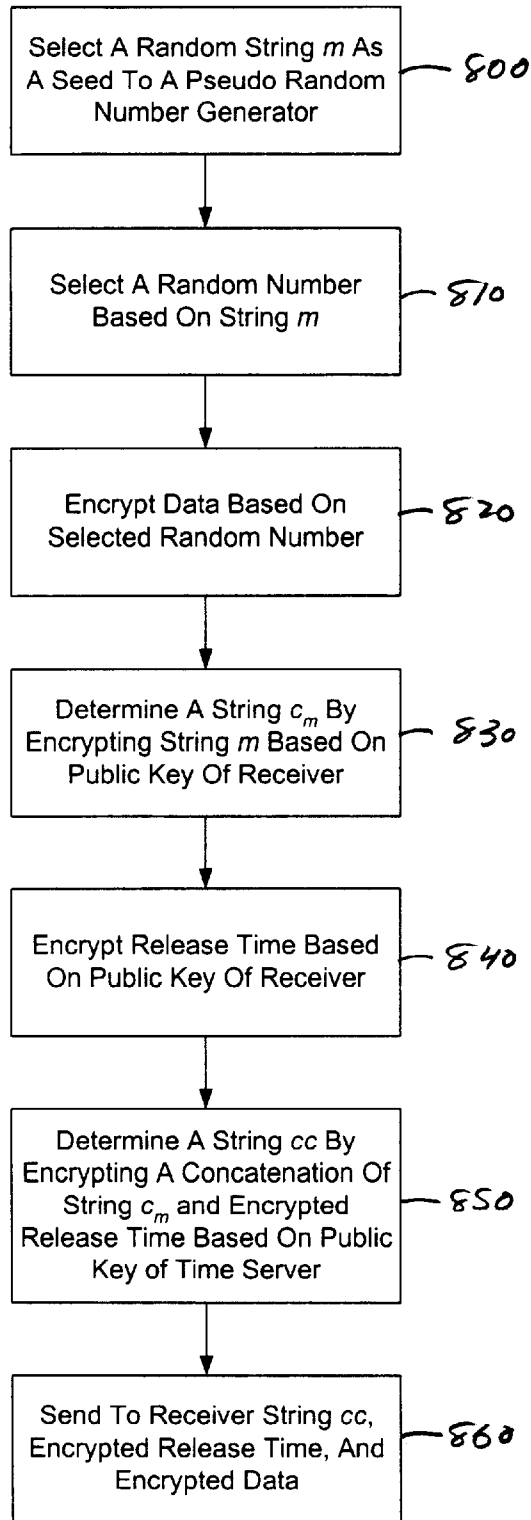 Select A Random String m As
A Seed To A Pseudo Random
Number Generator
800
Select A Random Number
Based On String m
810
Encrypt Data Based On
Selected Random Number
820
Determine A String cm By
Encrypting String m Based On
Public Key Of Receiver
830
Encrypt Release Time Based
On Public Key Of Receiver
840
Determine A String cc By
Encrypting A Concatenation Of
String cm and Encrypted
Release Time Based On Public
Key of Time Server
850
Send To Receiver String cc,
Encrypted Release Time, And
Encrypted Data
860